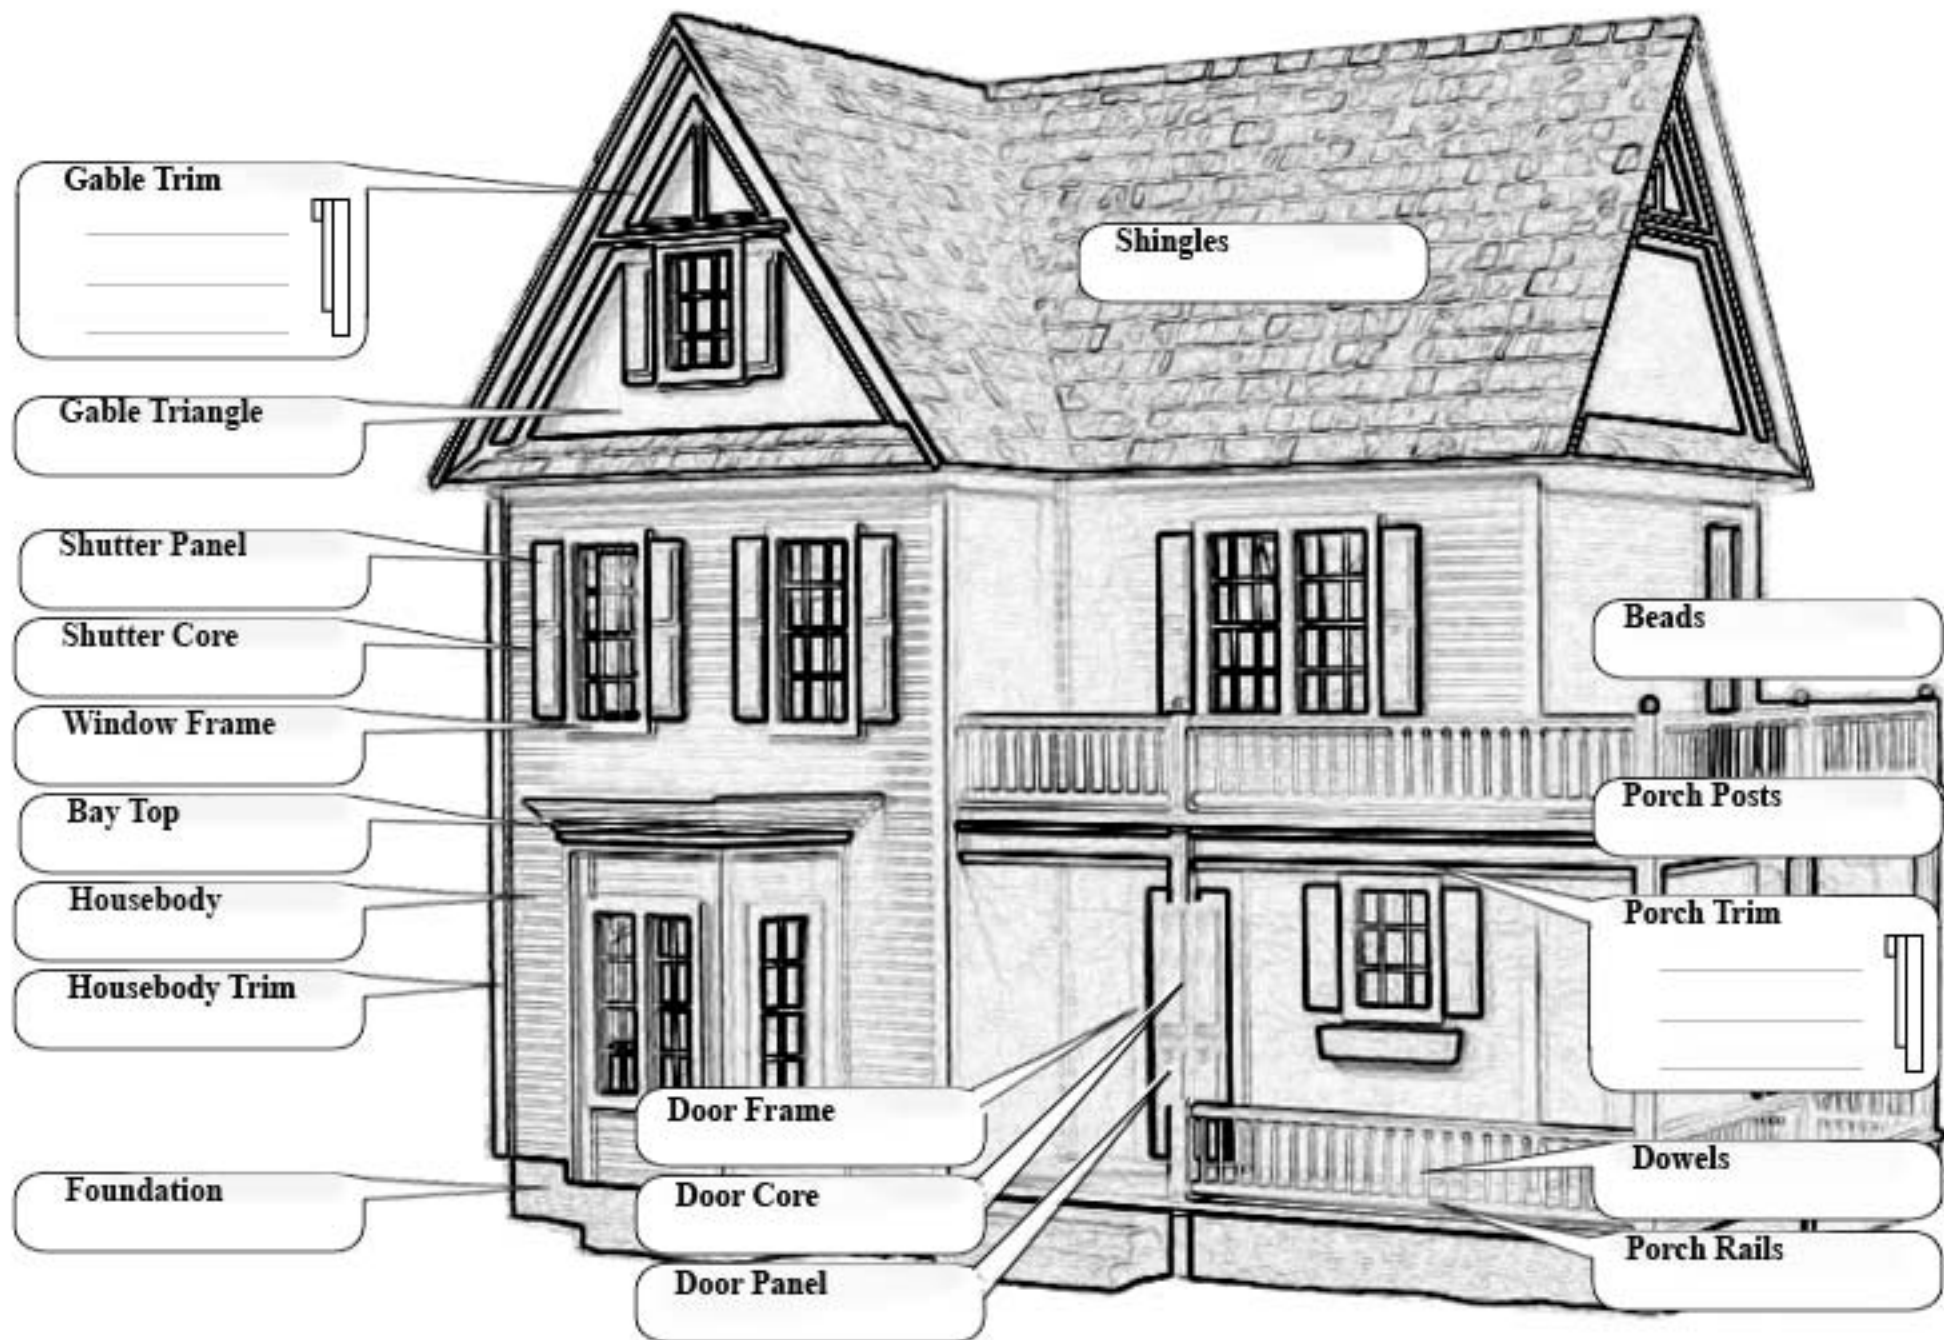 Gable Trim
Shingles
Gable Triangle
Shutter Panel
Shutter Core
Beads
Window Frame
Bay Top
Porch Posts
Housebody
Porch Trim
Housebody Trim
Door Frame
Dowels
Foundation
Door Core
Porch Rails
Door Panel